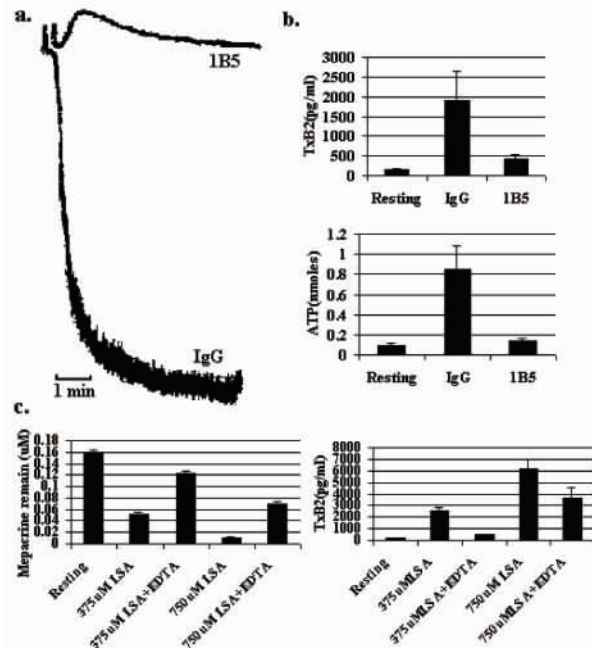 a.
1B5
IgG
1 min
b.
TxB2(pg/ml)
3000
2500
2000
1500
1000
500
0
Resting IgG 1B5
ATP(nmoles)
1.2
1
0.8
0.6
0.4
0.2
0
Resting IgG 1B5
c.
Mepacrine remain (uM)
0.18
0.16
0.14
0.12
0.1
0.08
0.06
0.04
0.02
0
Resting
375uM LSA
375uM LSA+EDTA
750uM LSA
750uM LSA+EDTA
TxB2(pg/ml)
8000
7000
6000
5000
4000
3000
2000
1000
0
Resting
375uMLSA
375uMLSA+EDTA
750uM LSA
750uMLSA+EDTA